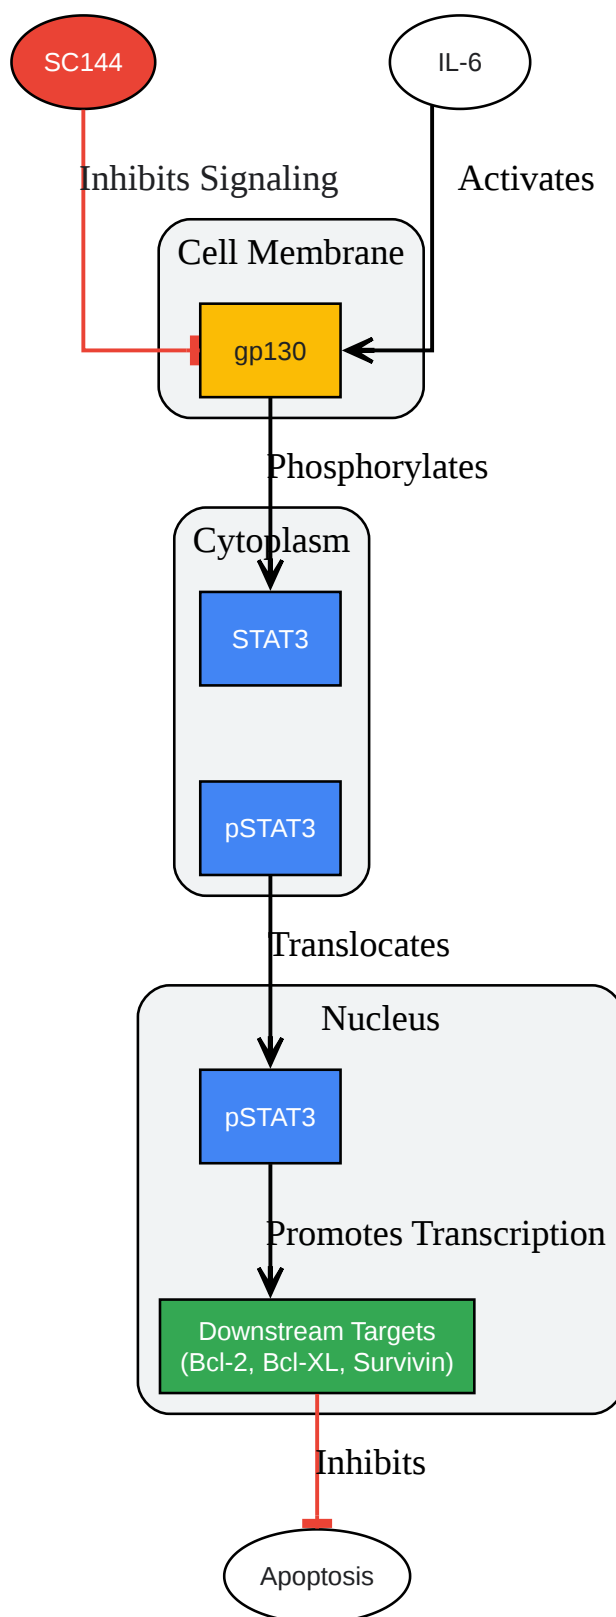 SC144
IL-6
Inhibits Signaling
Activates
Cell Membrane
gp130
Phosphorylates
Cytoplasm
STAT3
pSTAT3
Translocates
Nucleus
pSTAT3
Promotes Transcription
Downstream Targets
(Bcl-2, Bcl-XL, Survivin)
Inhibits
Apoptosis